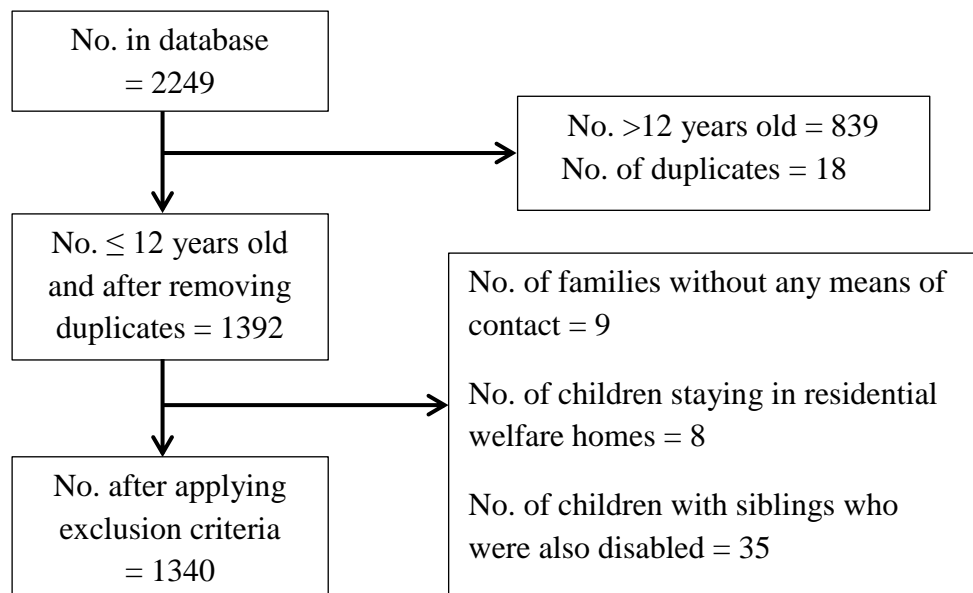 No. in database
= 2249
No. >12 years old = 839
No. of duplicates = 18
No. ≤ 12 years old
and after removing
duplicates = 1392
No. of families without any means of
contact = 9
No. of children staying in residential
welfare homes = 8
No. of children with siblings who
were also disabled = 35
No. after applying
exclusion criteria
= 1340